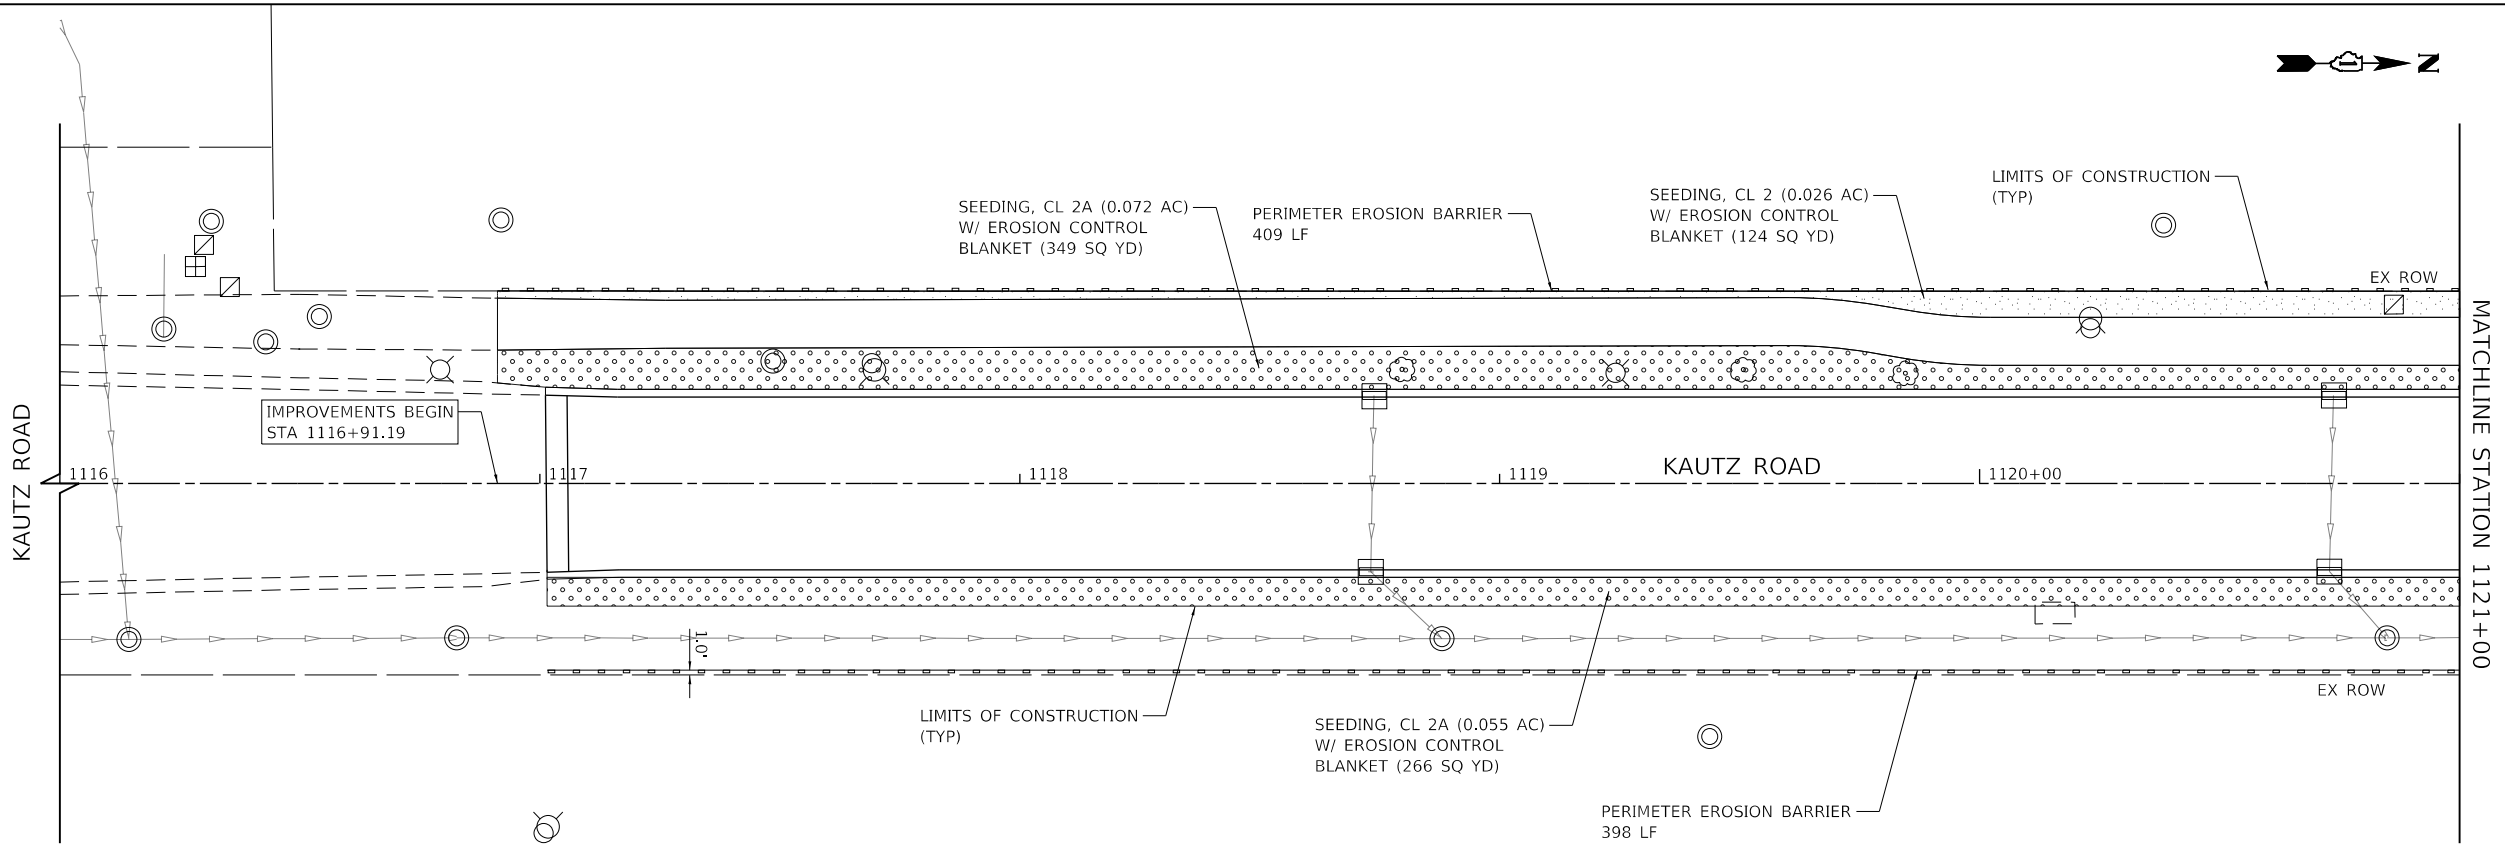 N
LIMITS OF CONSTRUCTION
(TYP)
SEEDING, CL 2 (0.026 AC)
W/ EROSION CONTROL
BLANKET (124 SQ YD)
SEEDING, CL 2A (0.072 AC)
W/ EROSION CONTROL
BLANKET (349 SQ YD)
PERIMETER EROSION BARRIER
409 LF
EX ROW
IMPROVEMENTS BEGIN
STA 1116+91.19
KAUTZ ROAD
1116
1117
1118
1119
KAUTZ ROAD
1120+00
MATCHLINE STATION 1121+00
1.0'
EX ROW
LIMITS OF CONSTRUCTION
(TYP)
SEEDING, CL 2A (0.055 AC)
W/ EROSION CONTROL
BLANKET (266 SQ YD)
PERIMETER EROSION BARRIER
398 LF